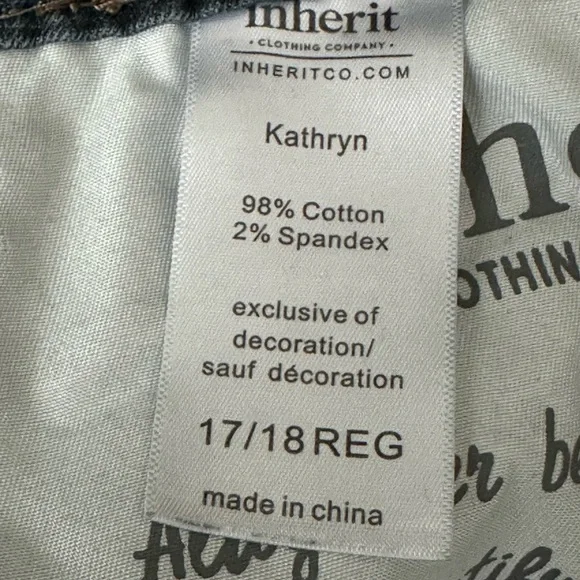 Inherit
• CLOTHING COMPANY •
INHERITCO.COM
Kathryn
98% Cotton
2% Spandex
exclusive of
decoration/
sauf décoration
17/18 REG
made in china